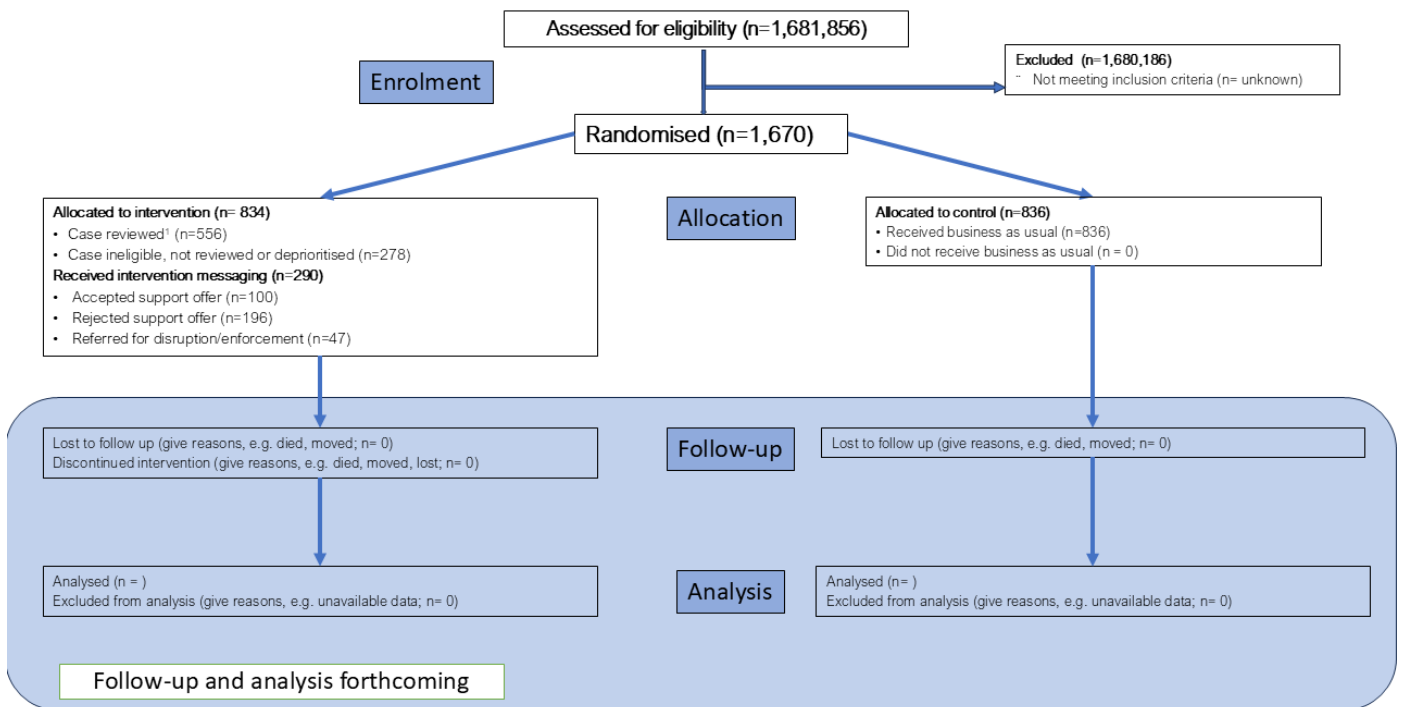 Assessed for eligibility (n=1,681,856)
Enrolment
Excluded (n=1,680,186)
¨ Not meeting inclusion criteria (n= unknown)
Randomised (n=1,670)
Allocated to intervention (n= 834)
• Case reviewed¹ (n=556)
• Case ineligible, not reviewed or deprioritised (n=278)
Received intervention messaging (n=290)
• Accepted support offer (n=100)
• Rejected support offer (n=196)
• Referred for disruption/enforcement (n=47)
Allocation
Allocated to control (n=836)
• Received business as usual (n=836)
• Did not receive business as usual (n = 0)
Lost to follow up (give reasons, e.g. died, moved; n= 0)
Discontinued intervention (give reasons, e.g. died, moved, lost; n= 0)
Follow-up
Lost to follow up (give reasons, e.g. died, moved; n= 0)
Analysed (n = )
Excluded from analysis (give reasons, e.g. unavailable data; n= 0)
Analysis
Analysed (n= )
Excluded from analysis (give reasons, e.g. unavailable data; n= 0)
Follow-up and analysis forthcoming